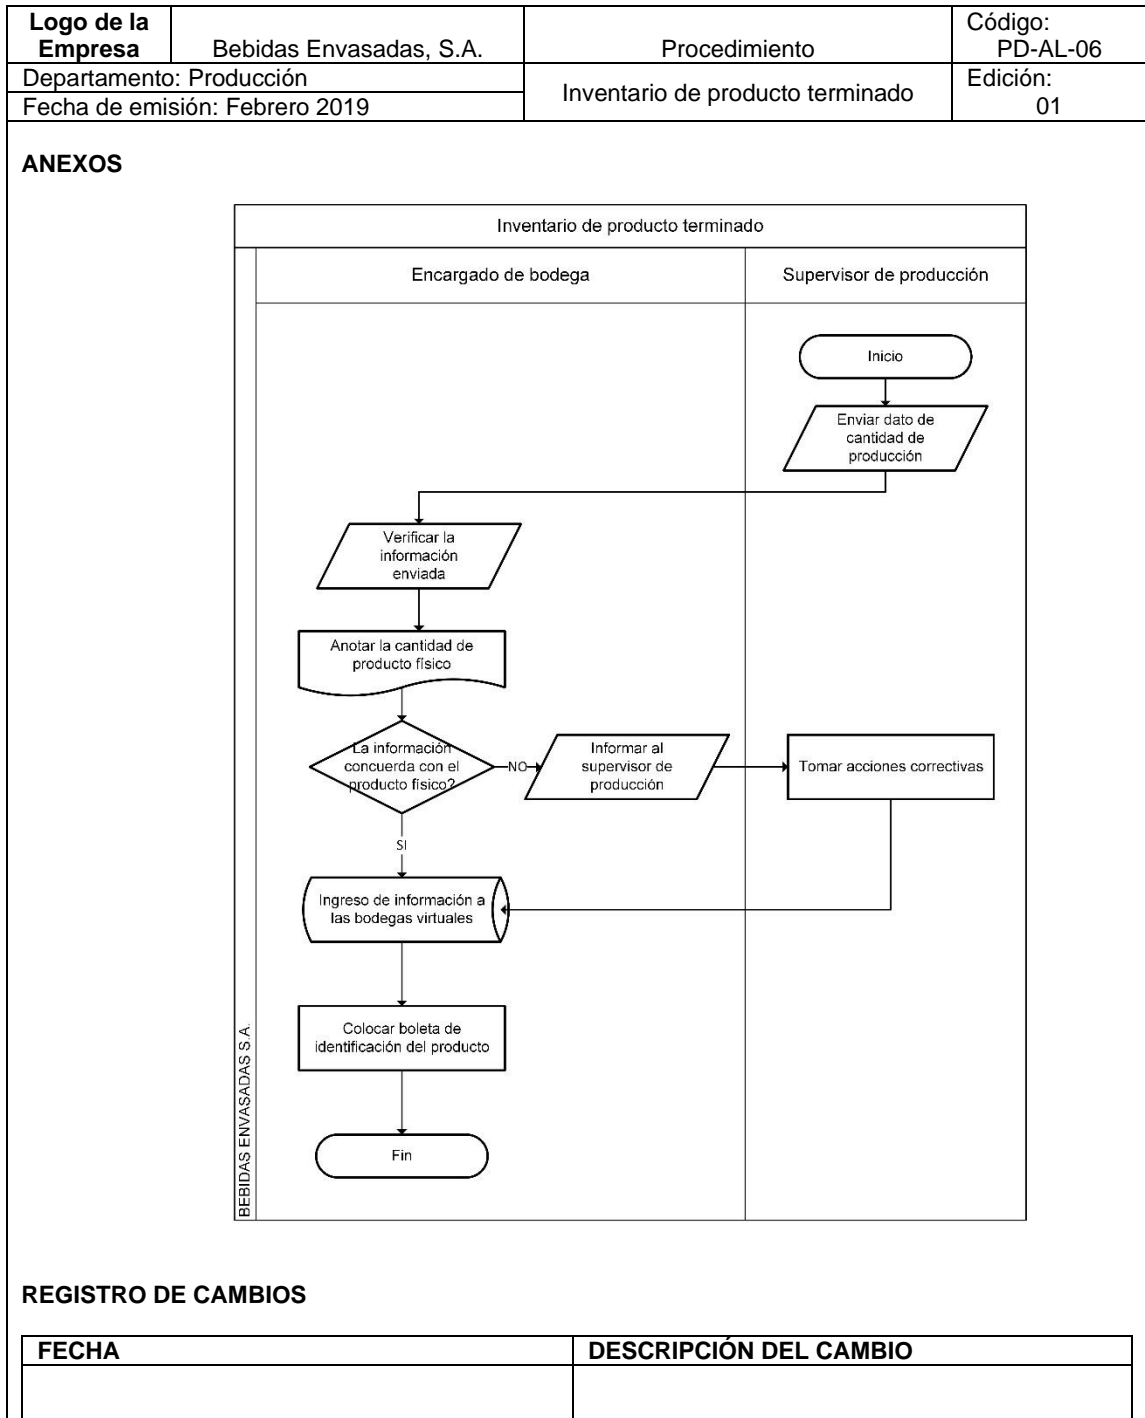 Logo de la
Empresa
Bebidas Envasadas, S.A.
Procedimiento
Código:
PD-AL-06
Departamento: Producción
Fecha de emisión: Febrero 2019
Inventario de producto terminado
Edición:
01
ANEXOS
Inventario de producto terminado
Encargado de bodega
Supervisor de producción
Inicio
Enviar dato de
cantidad de
producción
Verificar la
información
enviada
Anotar la cantidad de
producto físico
La información
concuerda con el
producto físico?
NO
Informar al
supervisor de
producción
Tomar acciones correctivas
SI
Ingreso de información a
las bodegas virtuales
Colocar boleta de
identificación del producto
Fin
BEBIDAS ENVASADAS S.A.
REGISTRO DE CAMBIOS
FECHA
DESCRIPCIÓN DEL CAMBIO